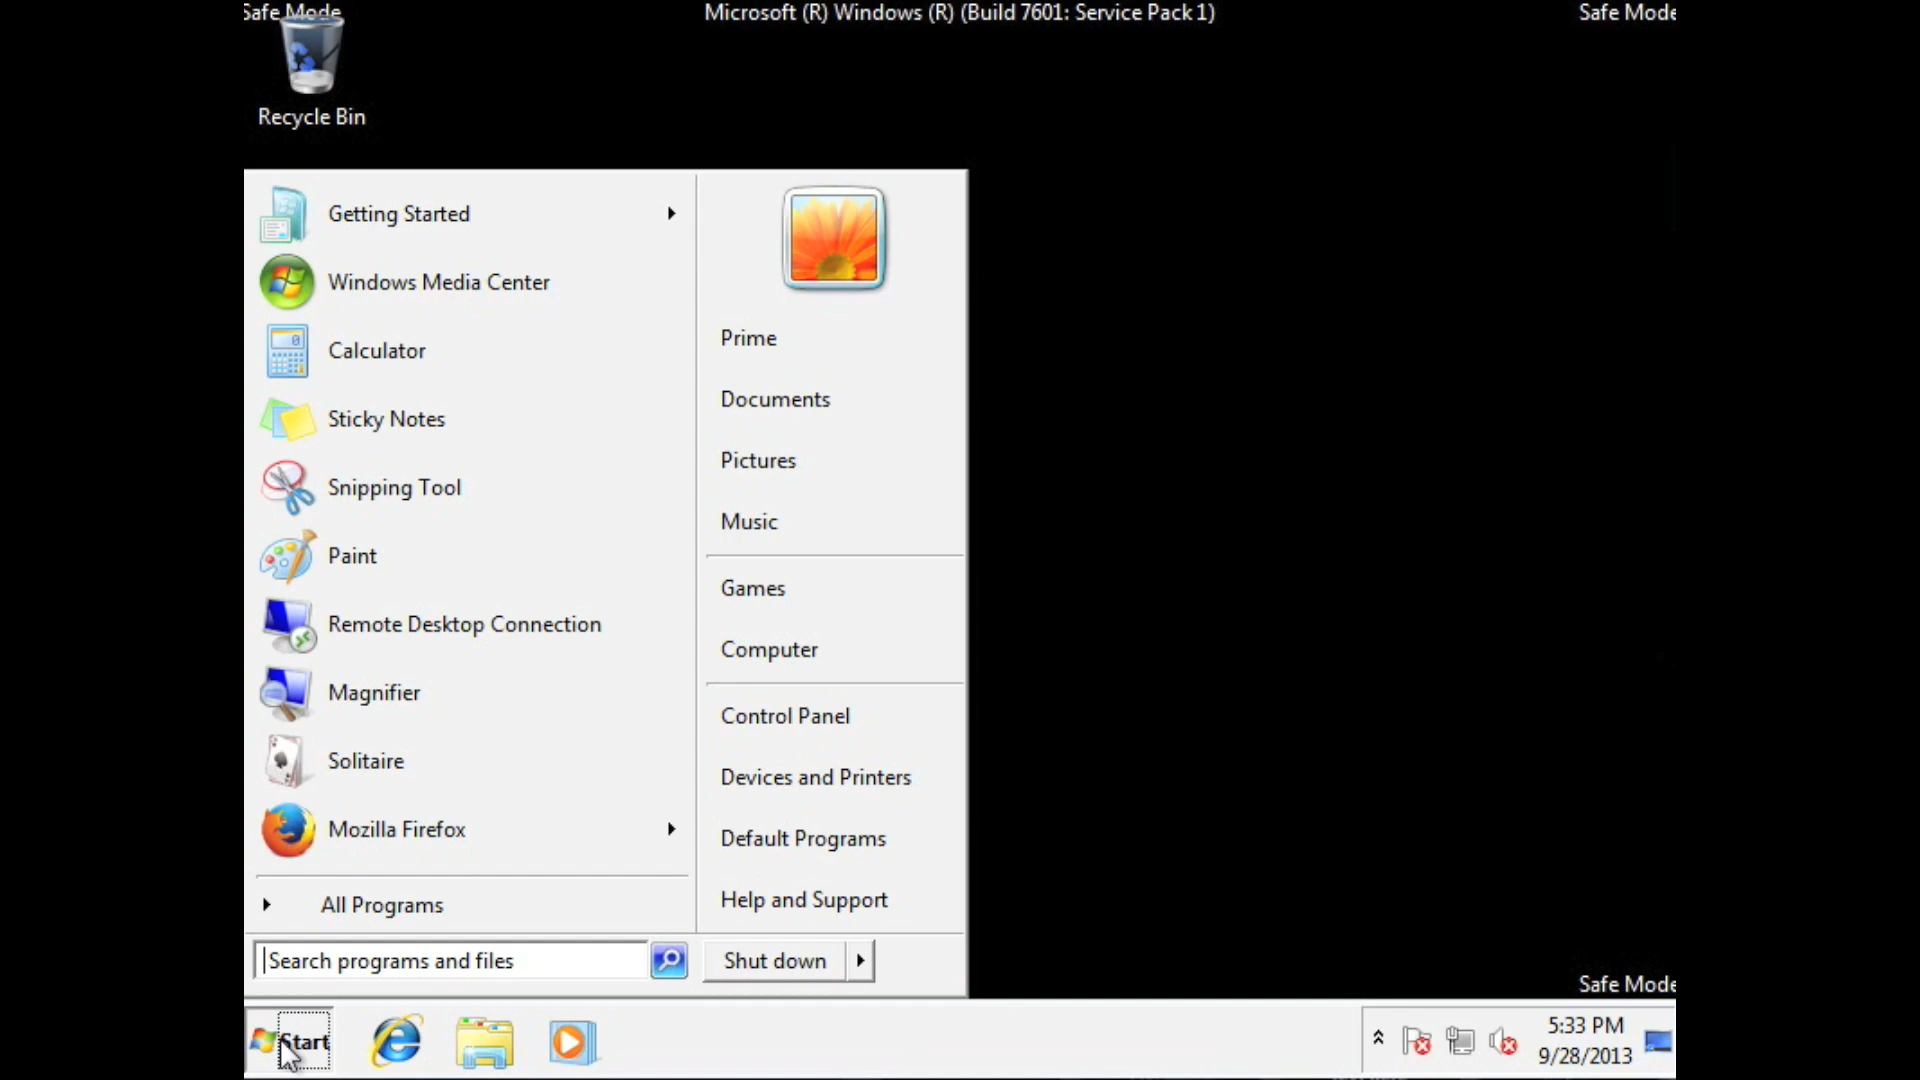 Safe Mode
Microsoft (R) Windows (R) (Build 7601: Service Pack 1)
Safe Mode
Recycle Bin
Getting Started
Windows Media Center
Calculator
Sticky Notes
Snipping Tool
Paint
Remote Desktop Connection
Magnifier
Solitaire
Mozilla Firefox
All Programs
Search programs and files
Prime
Documents
Pictures
Music
Games
Computer
Control Panel
Devices and Printers
Default Programs
Help and Support
Shut down
Safe Mode
Start
5:33 PM
9/28/2013